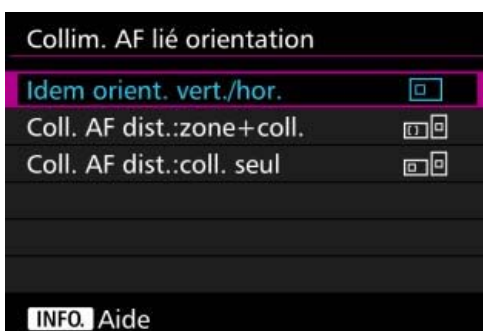 Collim. AF lié orientation
Idem orient. vert./hor.
Coll. AF dist.:zone+coll.
Coll. AF dist.:coll. seul
INFO. Aide